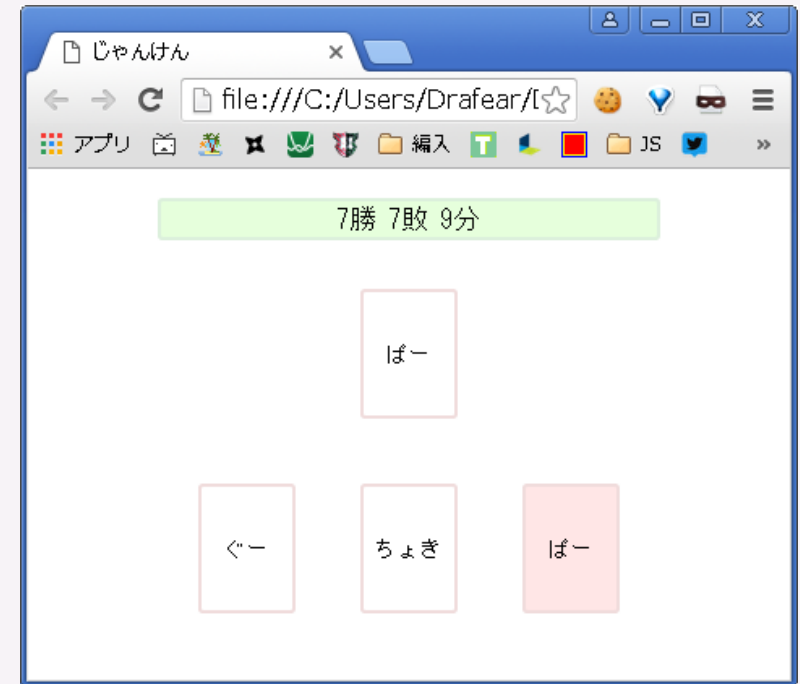 じゃんけん
file:///C:/Users/Drafear/[
アプリ 編入 T JS »
7勝 7敗 9分
ぱー
ぐー ちょき ぱー